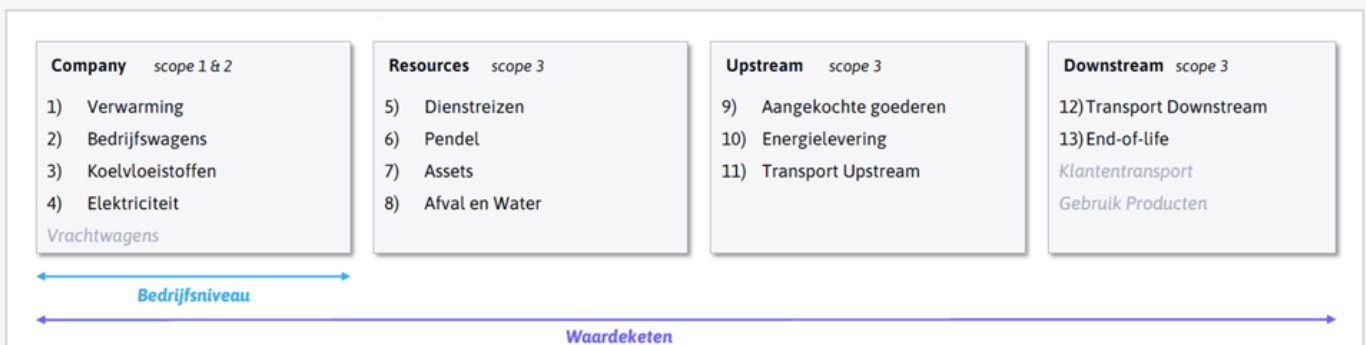 Company scope 1 & 2
1) Verwarming
2) Bedrijfswagens
3) Koelvloeistoffen
4) Elektriciteit
Vrachtwagens
Resources scope 3
5) Dienstreizen
6) Pendel
7) Assets
8) Afval en Water
Upstream scope 3
9) Aangekochte goederen
10) Energielevering
11) Transport Upstream
Downstream scope 3
12) Transport Downstream
13) End-of-life
Klantentransport
Gebruik Producten
Bedrijfsniveau
Waardeketen